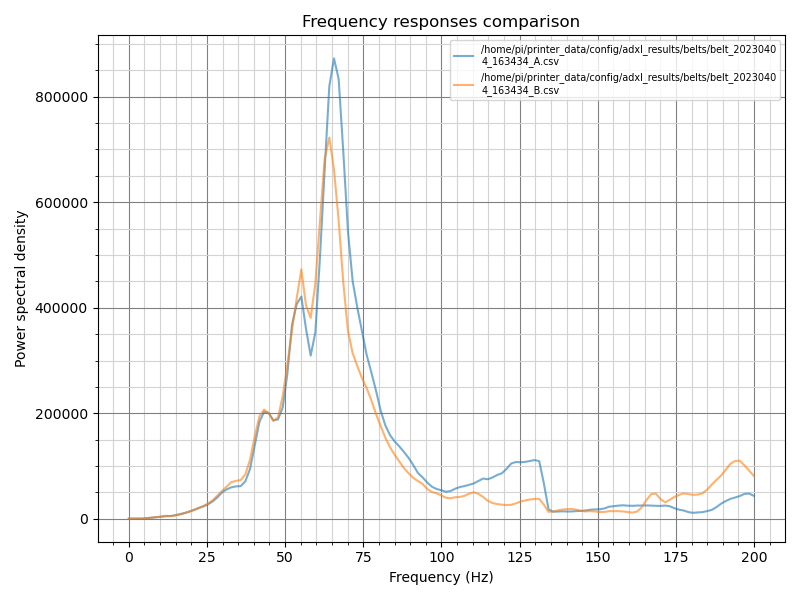 Frequency responses comparison
/home/pi/printer_data/config/adxl_results/belts/belt_2023040
4_163434_A.csv
/home/pi/printer_data/config/adxl_results/belts/belt_2023040
4_163434_B.csv
Power spectral density
800000
600000
400000
200000
0
0 25 50 75 100 125 150 175 200
Frequency (Hz)